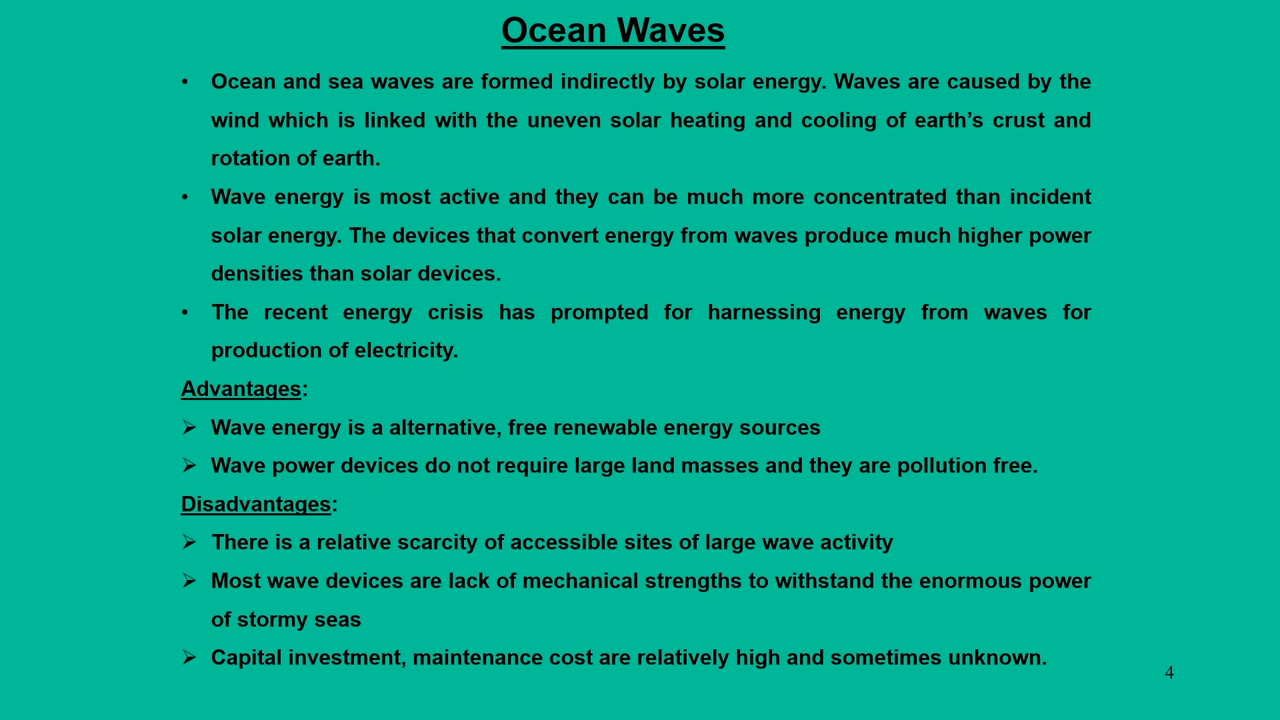 Ocean Waves
• Ocean and sea waves are formed indirectly by solar energy. Waves are caused by the
wind which is linked with the uneven solar heating and cooling of earth’s crust and
rotation of earth.
• Wave energy is most active and they can be much more concentrated than incident
solar energy. The devices that convert energy from waves produce much higher power
densities than solar devices.
• The recent energy crisis has prompted for harnessing energy from waves for
production of electricity.
Advantages:
➢ Wave energy is a alternative, free renewable energy sources
➢ Wave power devices do not require large land masses and they are pollution free.
Disadvantages:
➢ There is a relative scarcity of accessible sites of large wave activity
➢ Most wave devices are lack of mechanical strengths to withstand the enormous power
of stormy seas
➢ Capital investment, maintenance cost are relatively high and sometimes unknown.
4